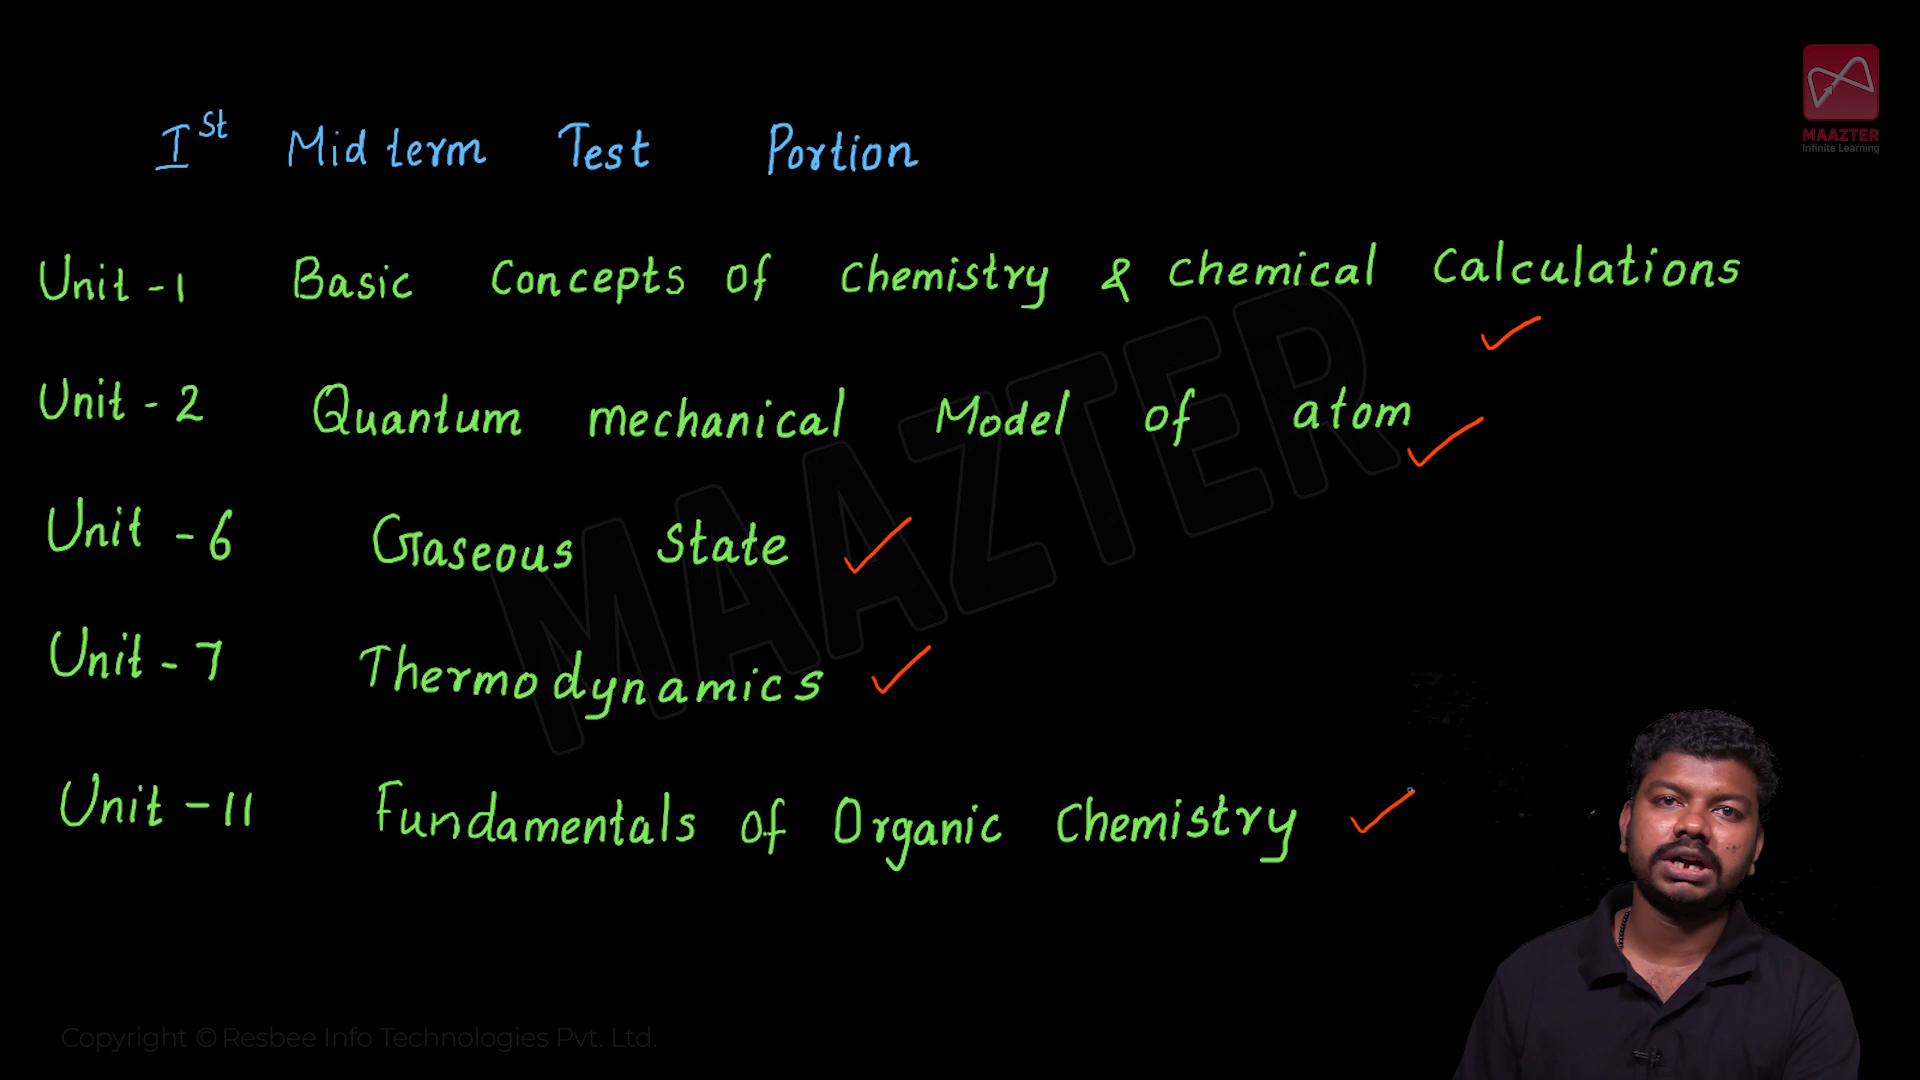 Ist Mid term Test Portion
MAAZTER
Infinite Learning
Unit - 1 Basic Concepts of Chemistry & Chemical Calculations
Unit - 2 Quantum mechanical Model of atom
Unit - 6 Gaseous State
Unit - 7 Thermodynamics
Unit - 11 Fundamentals of Organic Chemistry
MAAZTER
Copyright © Resbee Info Technologies Pvt. Ltd.